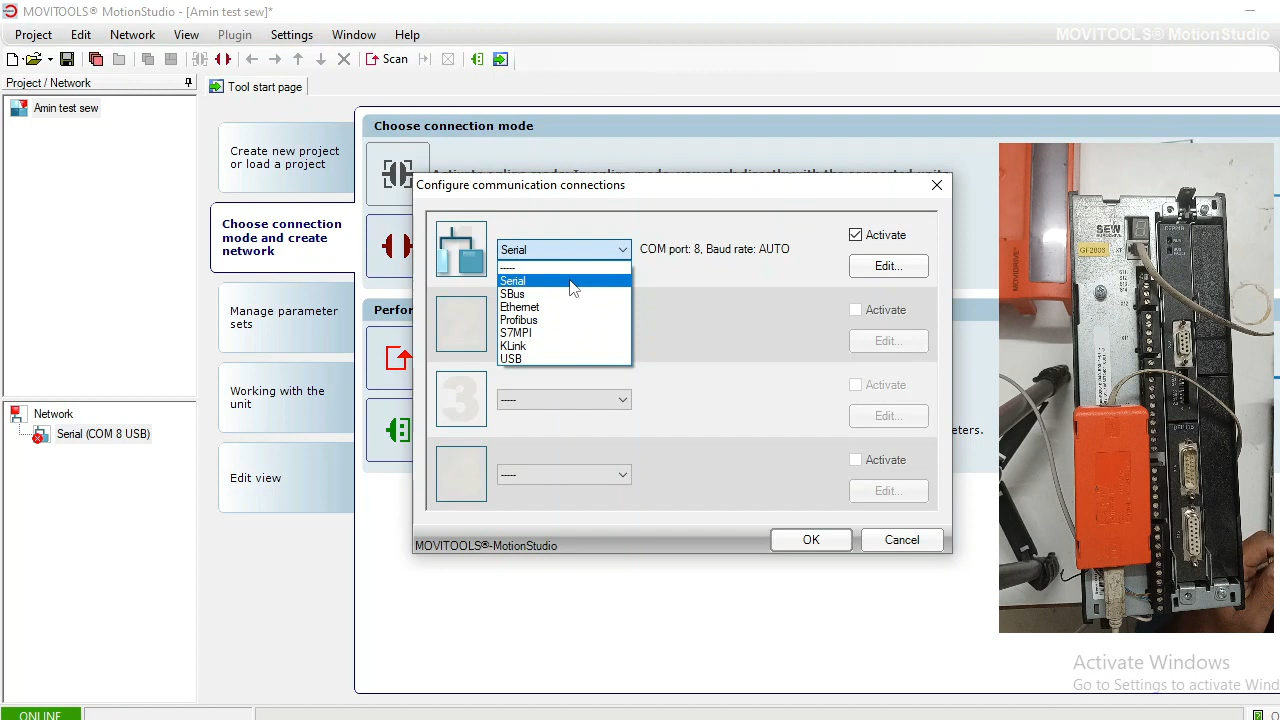 MOVITOOLS® MotionStudio - [Amin test sew]*
Project Edit Network View Plugin Settings Window Help
MOVITOOLS® MotionStudio
Scan
Project / Network
Tool start page
Amin test sew
Choose connection mode
Create new project
or load a project
Configure communication connections
Choose connection
mode and create
network
Serial
COM port: 8, Baud rate: AUTO
Activate
Edit...
-----
Serial
SBus
Ethernet
Profibus
S7MPI
KLink
USB
Activate
Edit...
Manage parameter
sets
Perfor
3
-----
Activate
Edit...
Working with the
unit
Network
Serial (COM 8 USB)
eters.
-----
Activate
Edit...
Edit view
OK
Cancel
MOVITOOLS®-MotionStudio
SEW
MOVIDRIVE
Activate Windows
Go to Settings to activate Wind
ONLINE